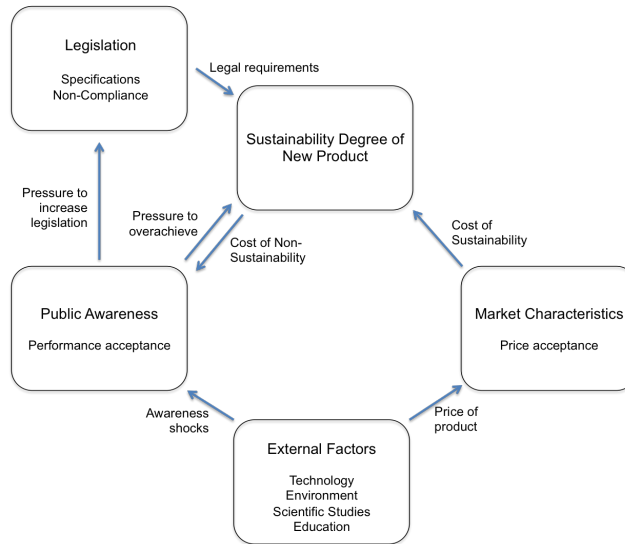 Legislation
Specifications
Non-Compliance
Legal requirements
Sustainability Degree of
New Product
Pressure to
increase
legislation
Pressure to
overachieve
Cost of Non-
Sustainability
Cost of
Sustainability
Public Awareness
Performance acceptance
Market Characteristics
Price acceptance
Awareness
shocks
Price of
product
External Factors
Technology
Environment
Scientific Studies
Education